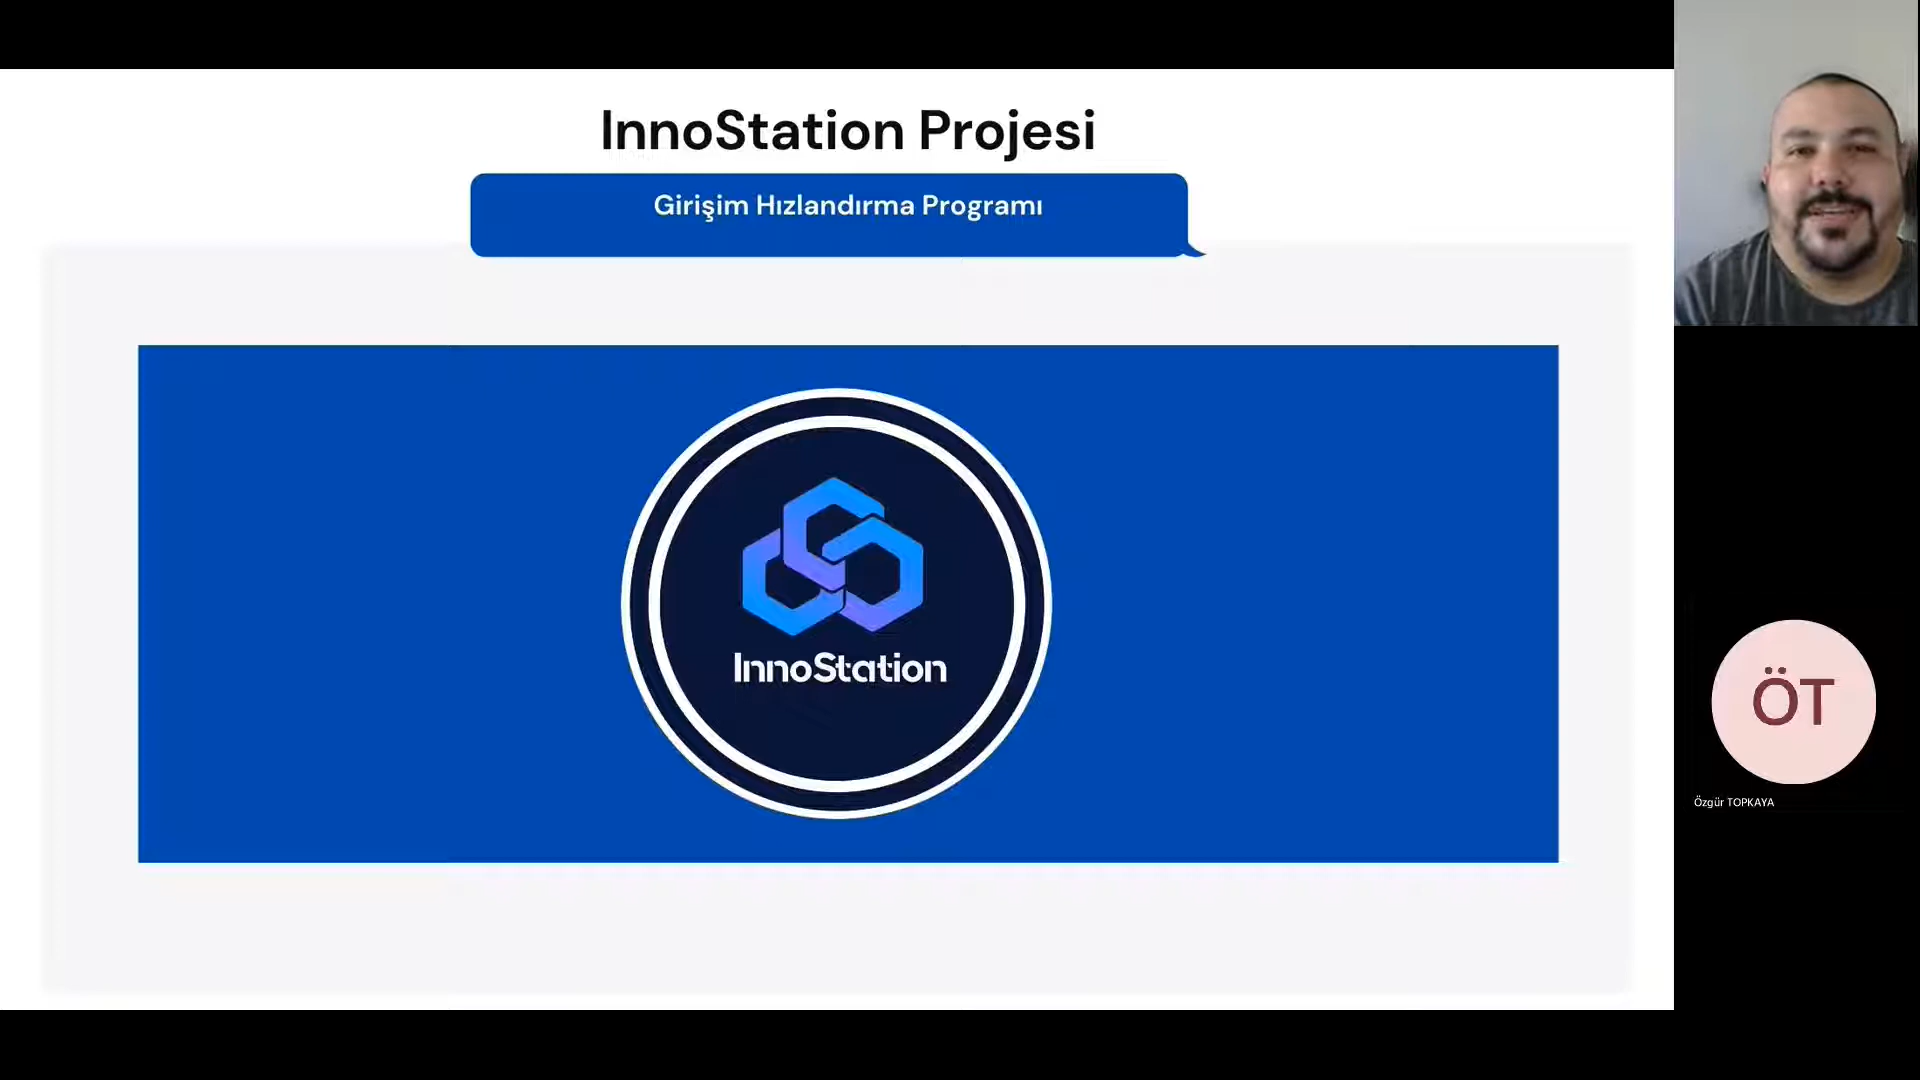 InnoStation Projesi
Girişim Hızlandırma Programı
InnoStation
ÖT
Özgür TOPKAYA